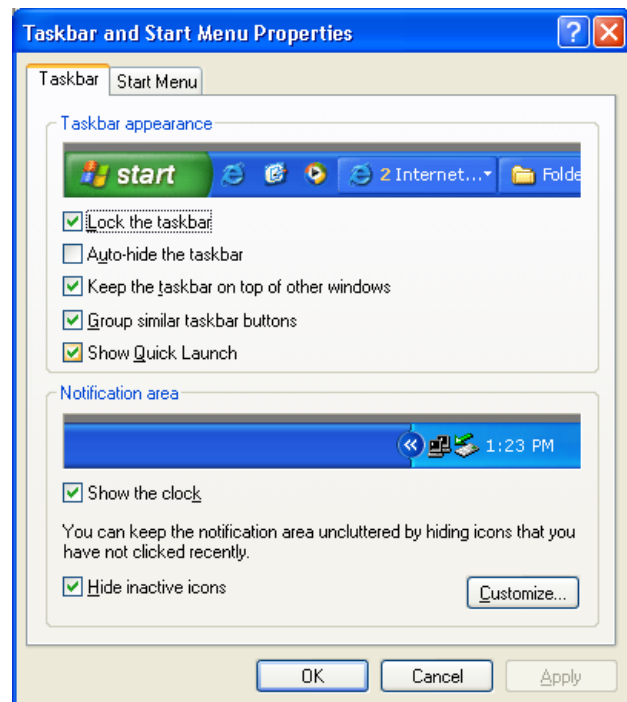 Taskbar and Start Menu Properties
Taskbar Start Menu
Taskbar appearance
start 2 Internet... Folde
Lock the taskbar
Auto-hide the taskbar
Keep the taskbar on top of other windows
Group similar taskbar buttons
Show Quick Launch
Notification area
1:23 PM
Show the clock
You can keep the notification area uncluttered by hiding icons that you
have not clicked recently.
Hide inactive icons Customize...
OK Cancel Apply